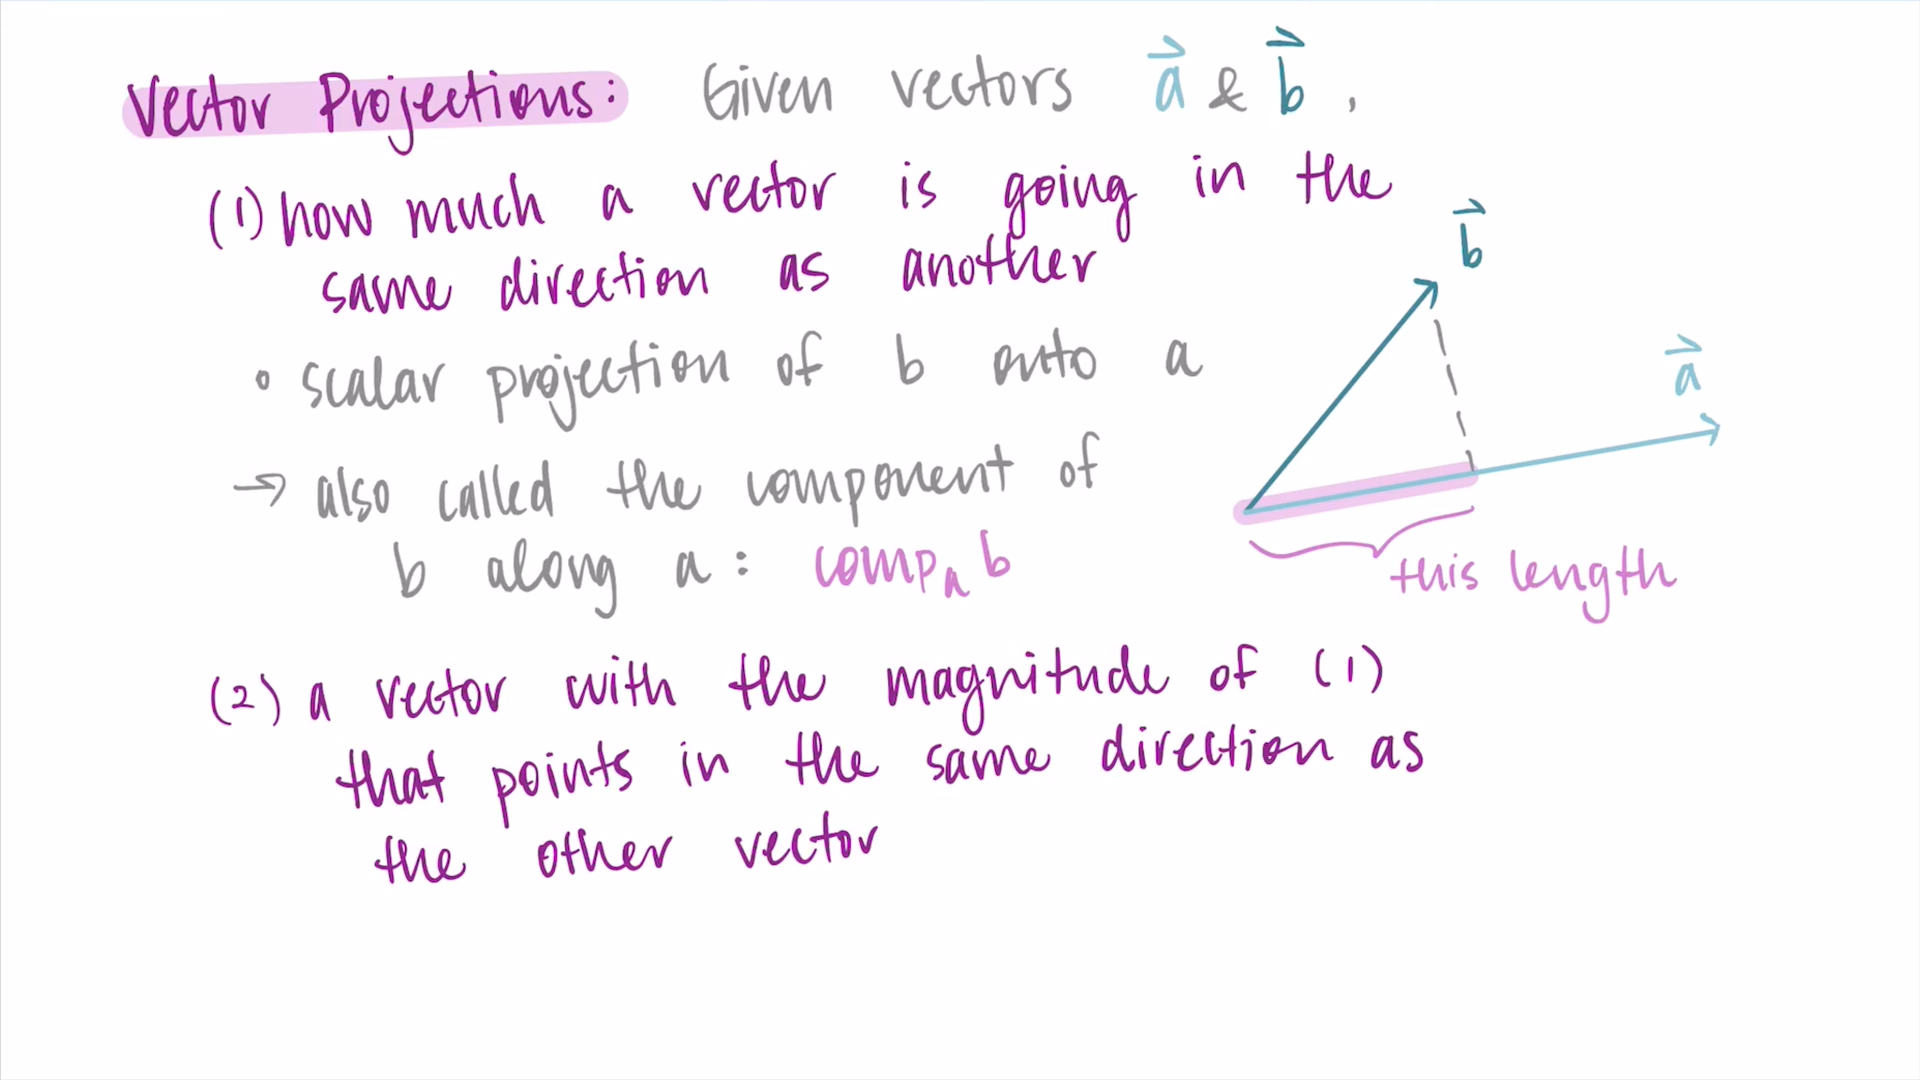 Vector Projections: Given vectors a⃗ & b⃗ ,
(1) how much a vector is going in the
same direction as another
b⃗
• scalar projection of b onto a
a⃗
→ also called the component of
b along a: compₐ b
this length
(2) a vector with the magnitude of (1)
that points in the same direction as
the other vector